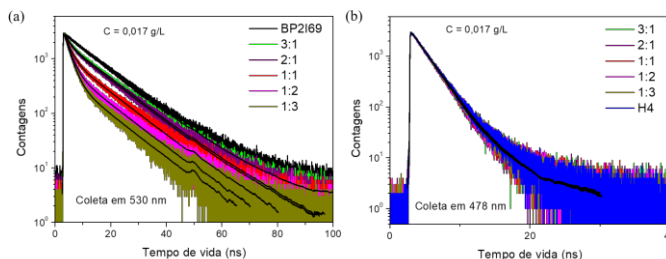 (a)
C = 0,017 g/L
BP2I69
3:1
2:1
1:1
1:2
1:3
Contagens
10³
10²
10¹
10⁰
Coleta em 530 nm
0 20 40 60 80 100
Tempo de vida (ns)
(b)
C = 0,017 g/L
3:1
2:1
1:1
1:2
1:3
H4
Contagens
10³
10²
10¹
10⁰
Coleta em 478 nm
0 20 40
Tempo de vida (ns)